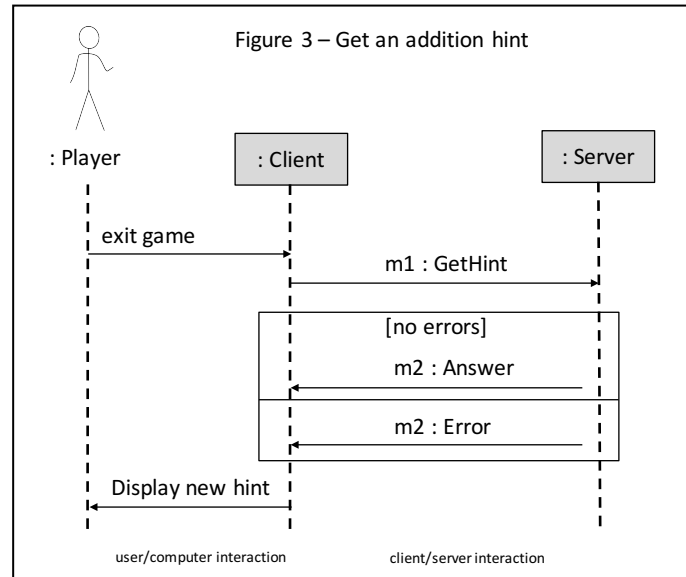 Figure 3 – Get an addition hint
: Player
: Client
: Server
exit game
m1 : GetHint
[no errors]
m2 : Answer
m2 : Error
Display new hint
user/computer interaction
client/server interaction